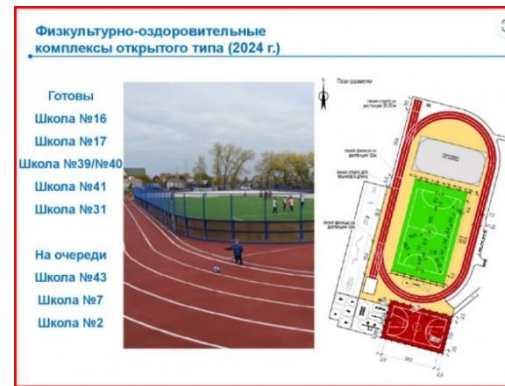 Физкультурно-оздоровительные
комплексы открытого типа (2024 г.)
Готовы
Школа №16
Школа №17
Школа №39/№40
Школа №41
Школа №31
На очереди
Школа №43
Школа №7
Школа №2
План разметки